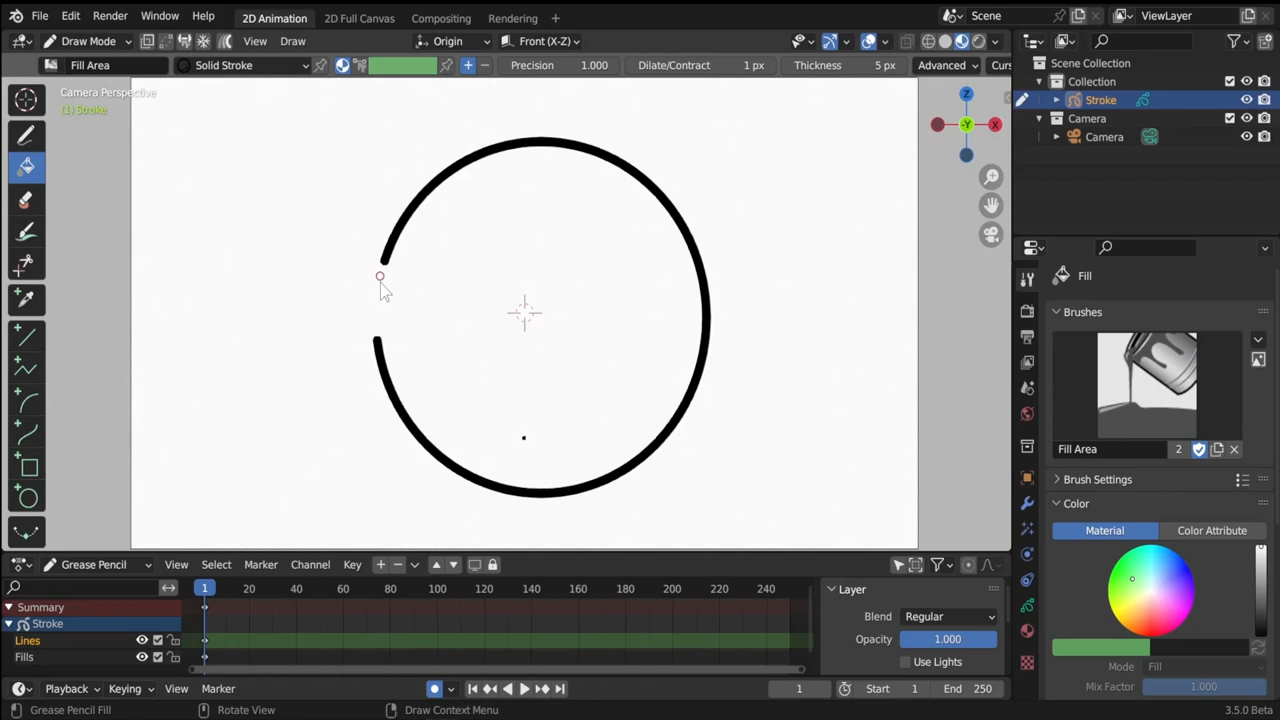 File Edit Render Window Help 2D Animation 2D Full Canvas Compositing Rendering + Scene ViewLayer
Draw Mode View Draw Origin Front (X-Z)
Fill Area Solid Stroke Precision 1.000 Dilate/Contract 1 px Thickness 5 px Advanced Curs
Camera Perspective
(1) Stroke
Z
-Y
X
Scene Collection
Collection
Stroke
Camera
Camera
Fill
Brushes
Fill Area 2
Brush Settings
Color
Material Color Attribute
Mode Fill
Mix Factor 1.000
Grease Pencil View Select Marker Channel Key
1 20 40 60 80 100 120 140 160 180 200 220 240
Summary
Stroke
Lines
Fills
Layer
Blend Regular
Opacity 1.000
Use Lights
Playback Keying View Marker 1 Start 1 End 250
Grease Pencil Fill Rotate View Draw Context Menu 3.5.0 Beta